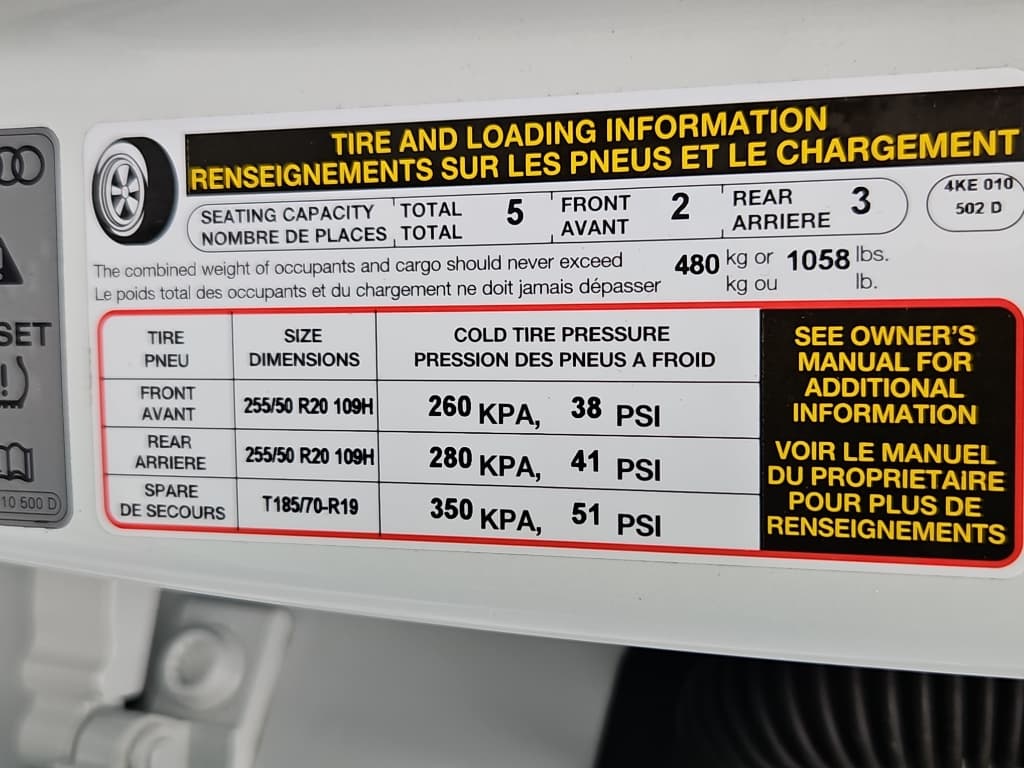 TIRE AND LOADING INFORMATION
RENSEIGNEMENTS SUR LES PNEUS ET LE CHARGEMENT
SEATING CAPACITY TOTAL 5 FRONT 2 REAR 3
NOMBRE DE PLACES TOTAL AVANT ARRIERE
4KE 010
502 D
The combined weight of occupants and cargo should never exceed 480 kg or 1058 lbs.
Le poids total des occupants et du chargement ne doit jamais dépasser kg ou lb.
TIRE SIZE COLD TIRE PRESSURE
PNEU DIMENSIONS PRESSION DES PNEUS A FROID
FRONT
AVANT 255/50 R20 109H 260 KPA, 38 PSI
REAR
ARRIERE 255/50 R20 109H 280 KPA, 41 PSI
SPARE
DE SECOURS T185/70-R19 350 KPA, 51 PSI
SEE OWNER'S
MANUAL FOR
ADDITIONAL
INFORMATION
VOIR LE MANUEL
DU PROPRIETAIRE
POUR PLUS DE
RENSEIGNEMENTS
SET
10 500 D